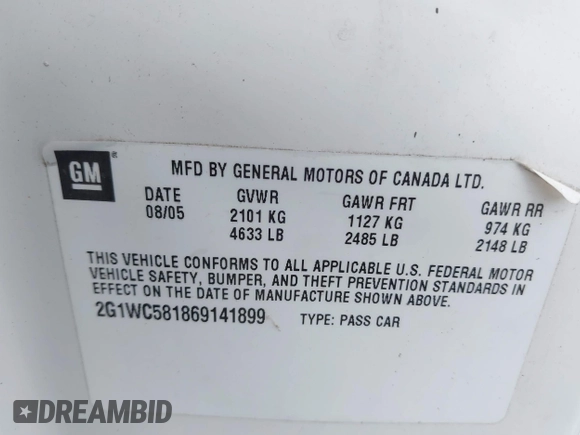 GM ® MFD BY GENERAL MOTORS OF CANADA LTD.
DATE GVWR GAWR FRT GAWR RR
08/05 2101 KG 1127 KG 974 KG
4633 LB 2485 LB 2148 LB
THIS VEHICLE CONFORMS TO ALL APPLICABLE U.S. FEDERAL MOTOR
VEHICLE SAFETY, BUMPER, AND THEFT PREVENTION STANDARDS IN
EFFECT ON THE DATE OF MANUFACTURE SHOWN ABOVE.
2G1WC581869141899 TYPE: PASS CAR
DREAMBID